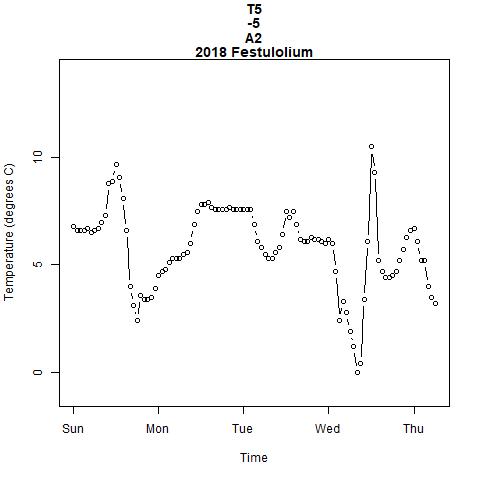 T5
-5
A2
2018 Festulolium
Temperature (degrees C)
10
5
0
Sun Mon Tue Wed Thu
Time